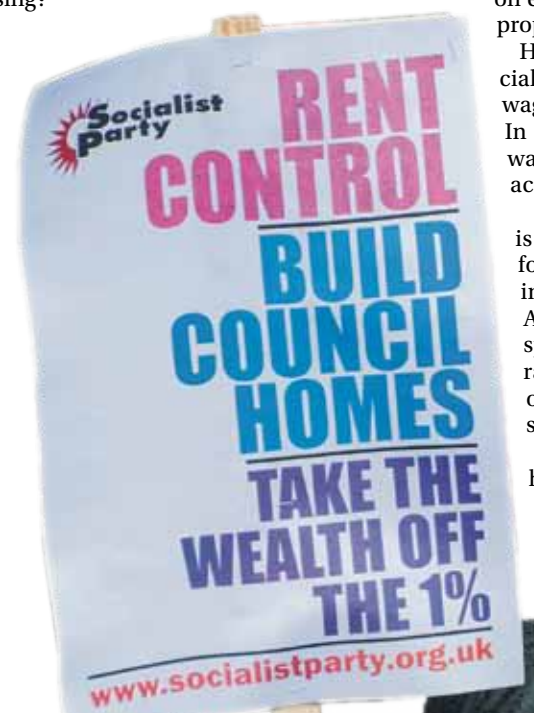 Socialist
Party
RENT
CONTROL
BUILD
COUNCIL
HOMES
TAKE THE
WEALTH OFF
THE 1%
www.socialistparty.org.uk